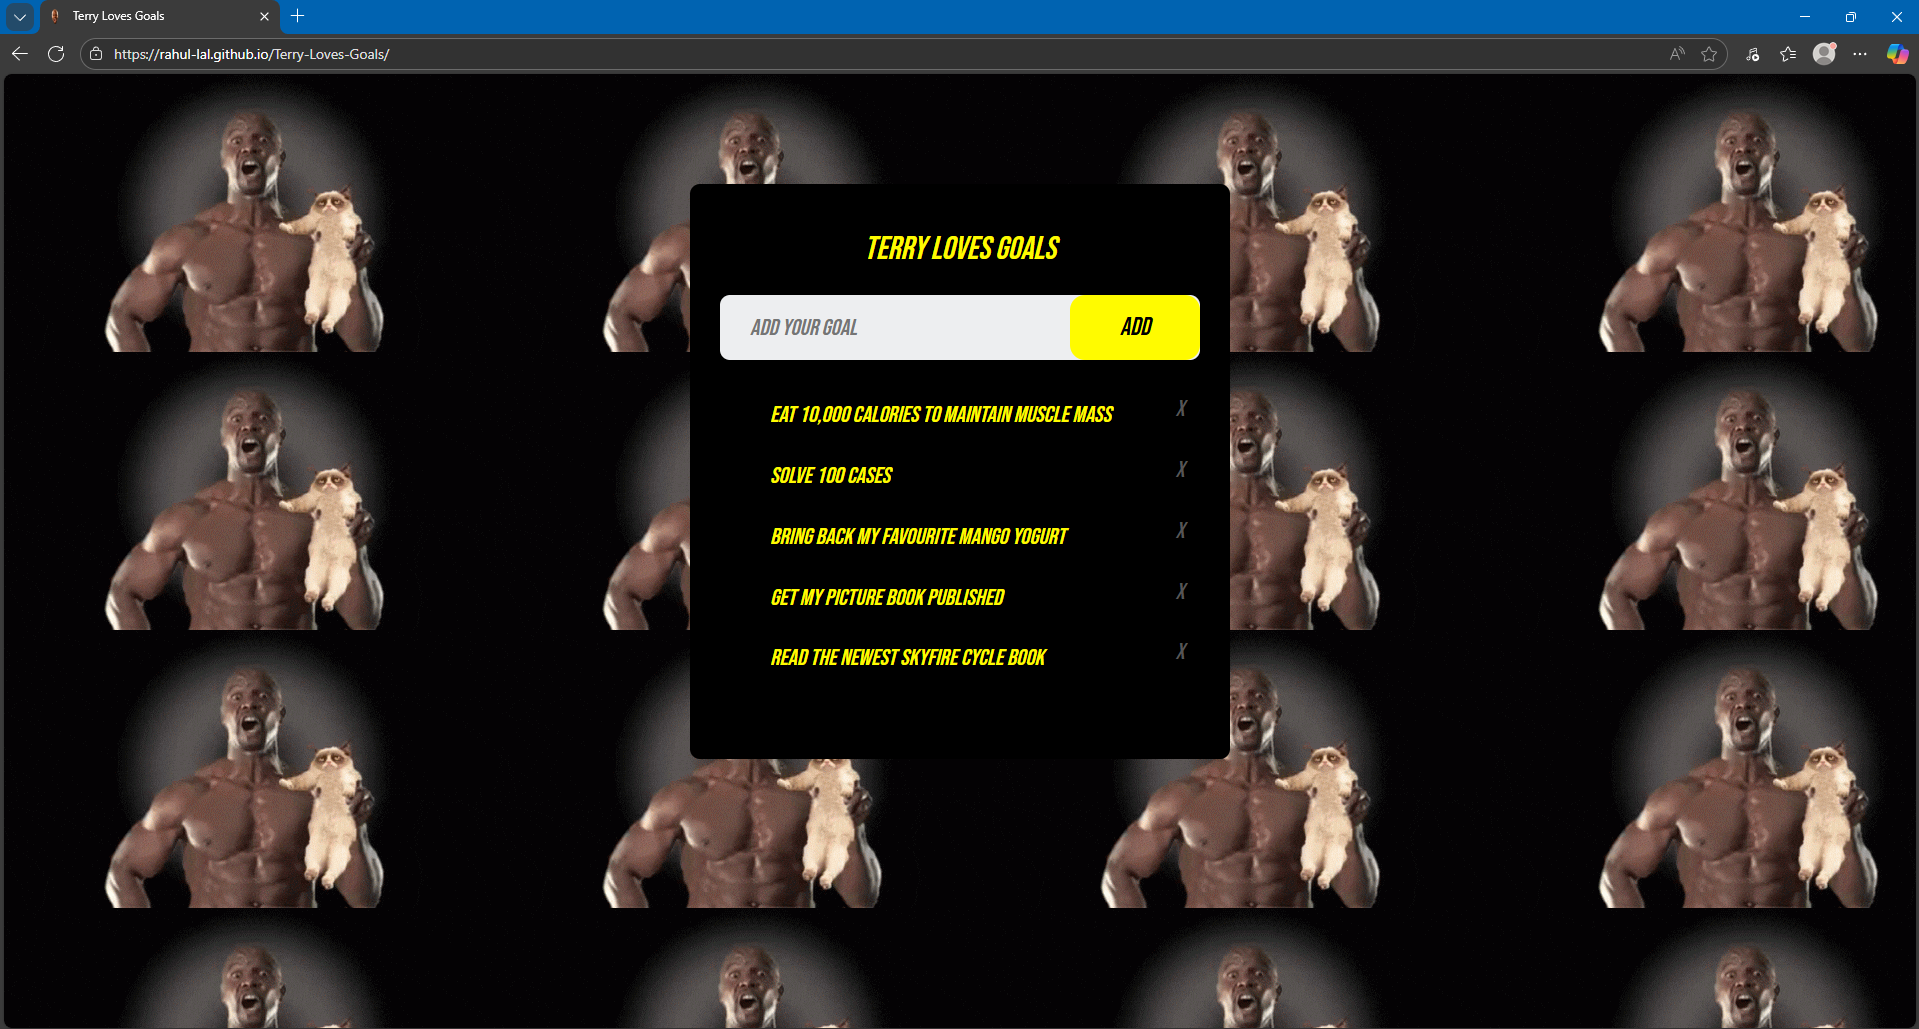 Terry Loves Goals
https://rahul-lal.github.io/Terry-Loves-Goals/
TERRY LOVES GOALS
ADD YOUR GOAL
ADD
EAT 10,000 CALORIES TO MAINTAIN MUSCLE MASS X
SOLVE 100 CASES X
BRING BACK MY FAVOURITE MANGO YOGURT X
GET MY PICTURE BOOK PUBLISHED X
READ THE NEWEST SKYFIRE CYCLE BOOK X